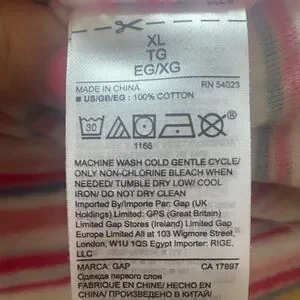 XL
TG
EG/XG
MADE IN CHINA RN 54023
■ US/GB/EG : 100% COTTON
30
1166
MACHINE WASH COLD GENTLE CYCLE/
ONLY NON-CHLORINE BLEACH WHEN
NEEDED/ TUMBLE DRY LOW/ COOL
IRON/ DO NOT DRY CLEAN
Imported By/Importe Par: Gap (UK
Holdings) Limited: GPS (Great Britain)
Limited Gap Stores (Ireland) Limited Gap
Europe Limited All at 103 Wigmore Street,
London, W1U 1QS Egypt Importer: RIGE,
LLC
MARCA: GAP CA 17897
Одежда первого слоя
FABRIQUE EN CHINE/ HECHO EN
CHINA/ ПРОИЗВЕДЕНО В КИТАЕ/